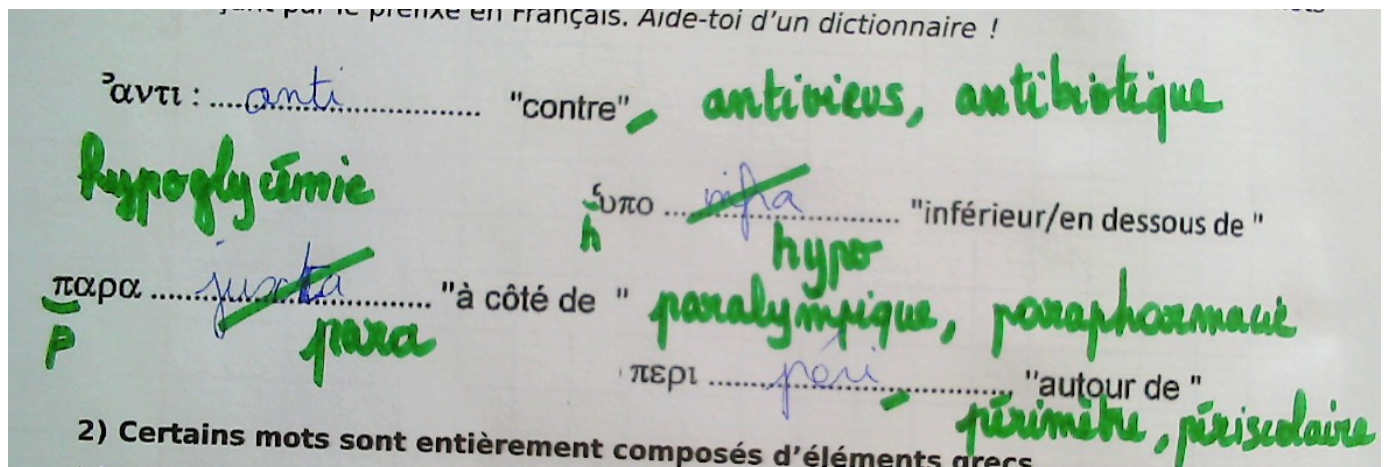 par le préfixe en Français. Aide-toi d'un dictionnaire !
ἀντι : .... anti .................. "contre", antivirus, antibiotique
hypoglycémie
ὑπο ... infra .............. "inférieur/en dessous de "
h hypo
παρα ....... juxta ......... "à côté de " paralympique, parapharmacie
p para
περι ........ péri ............., "autour de "
périmètre, périscolaire
2) Certains mots sont entièrement composés d'éléments grecs